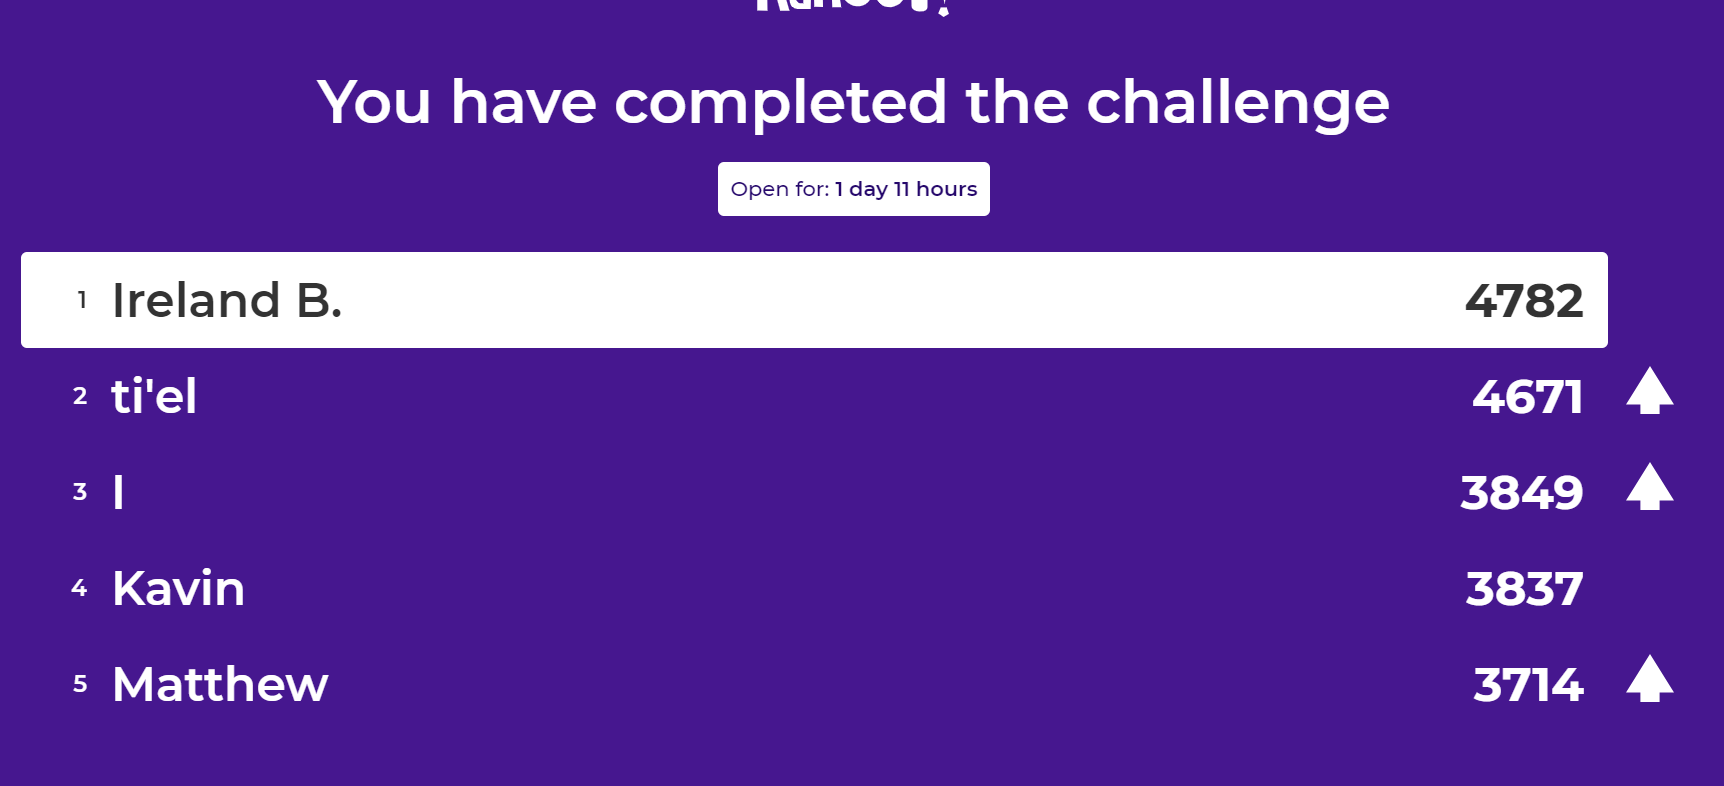 Kahoot!
You have completed the challenge
Open for: 1 day 11 hours
1 Ireland B. 4782
2 ti'el 4671
3 I 3849
4 Kavin 3837
5 Matthew 3714